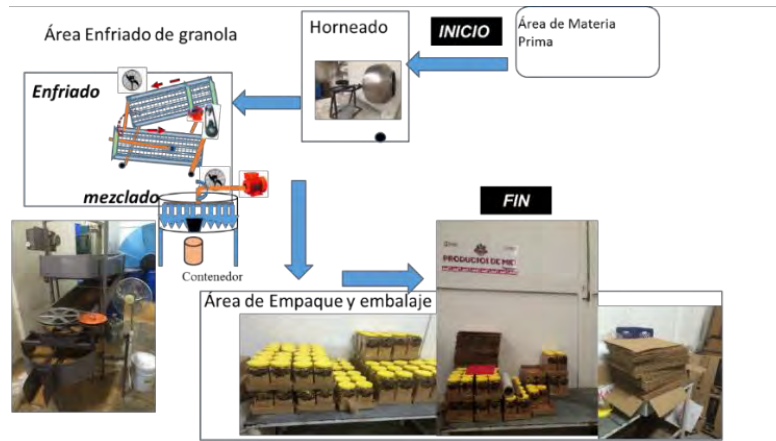 Área Enfriado de granola
Horneado
INICIO
Área de Materia
Prima
Enfriado
mezclado
FIN
Contenedor
PRODUCTOS DE
Área de Empaque y embalaje